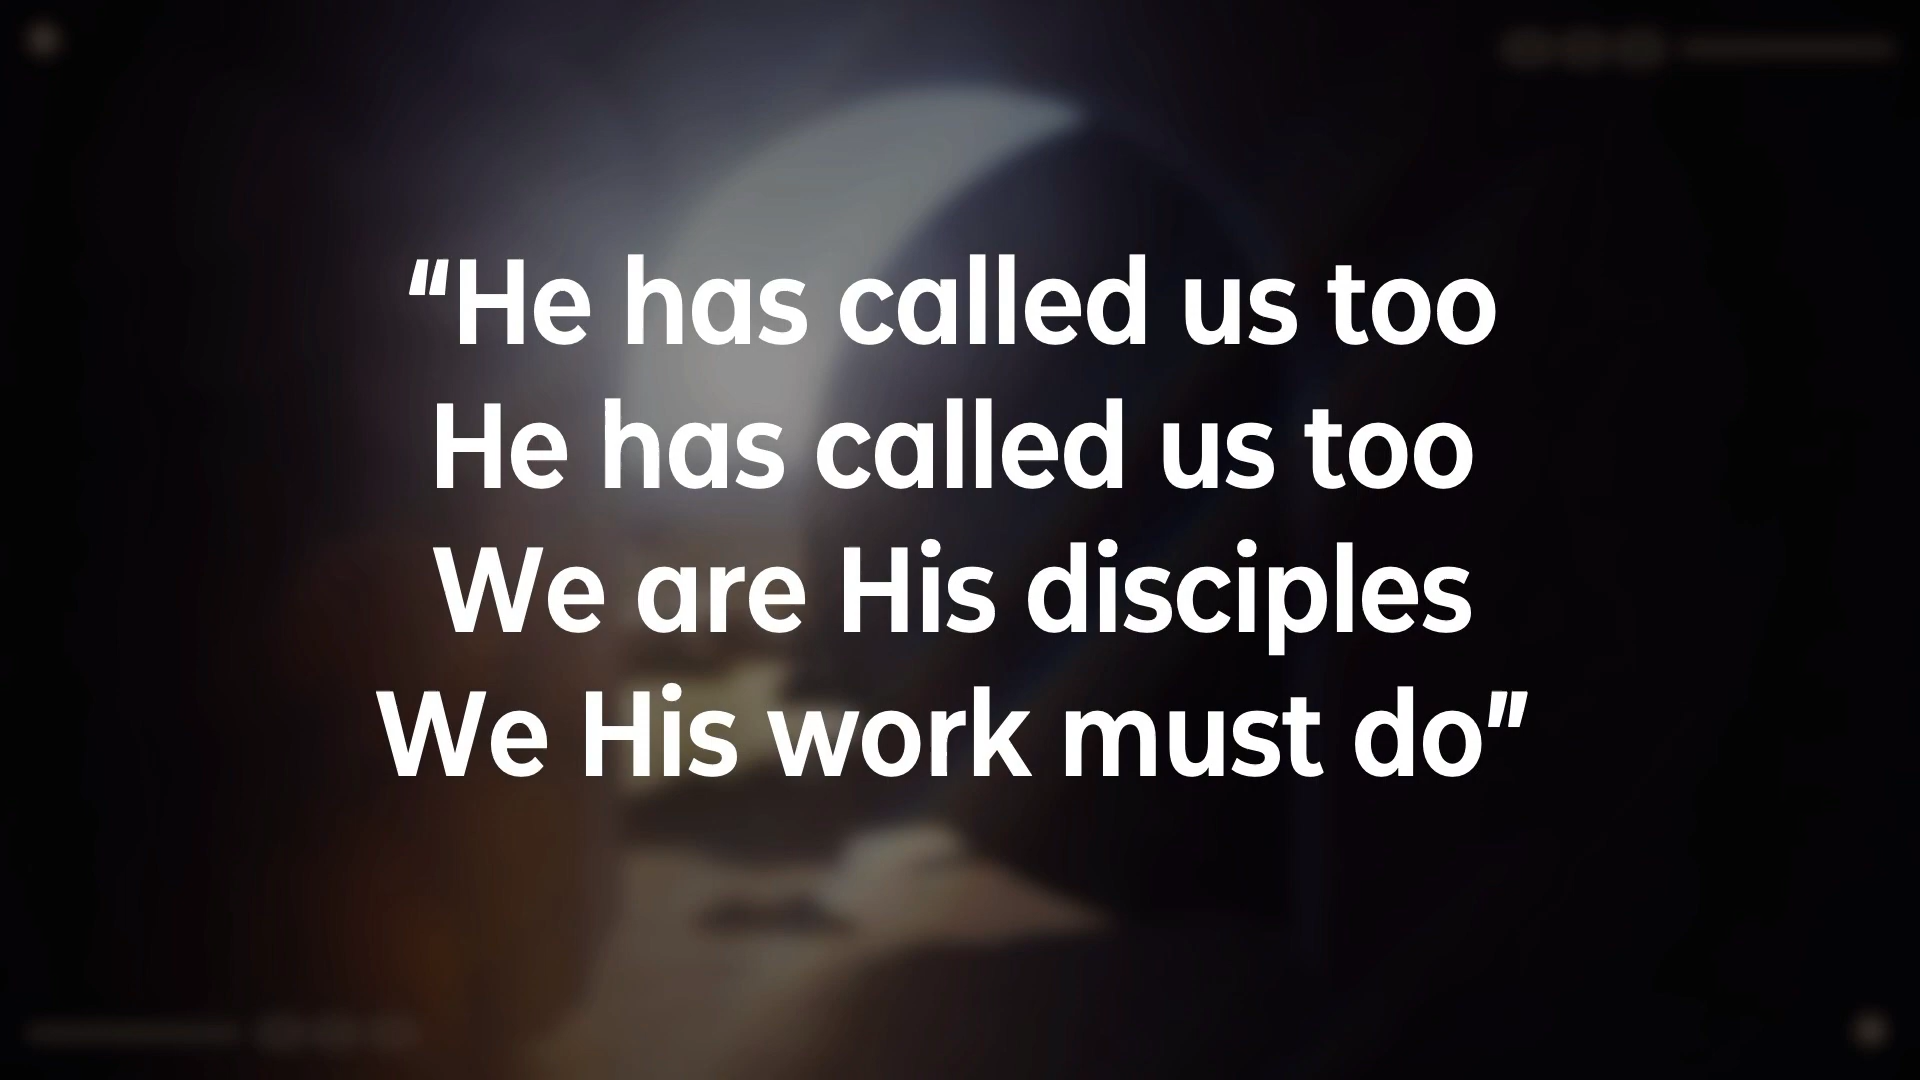 “He has called us too
He has called us too
We are His disciples
We His work must do”